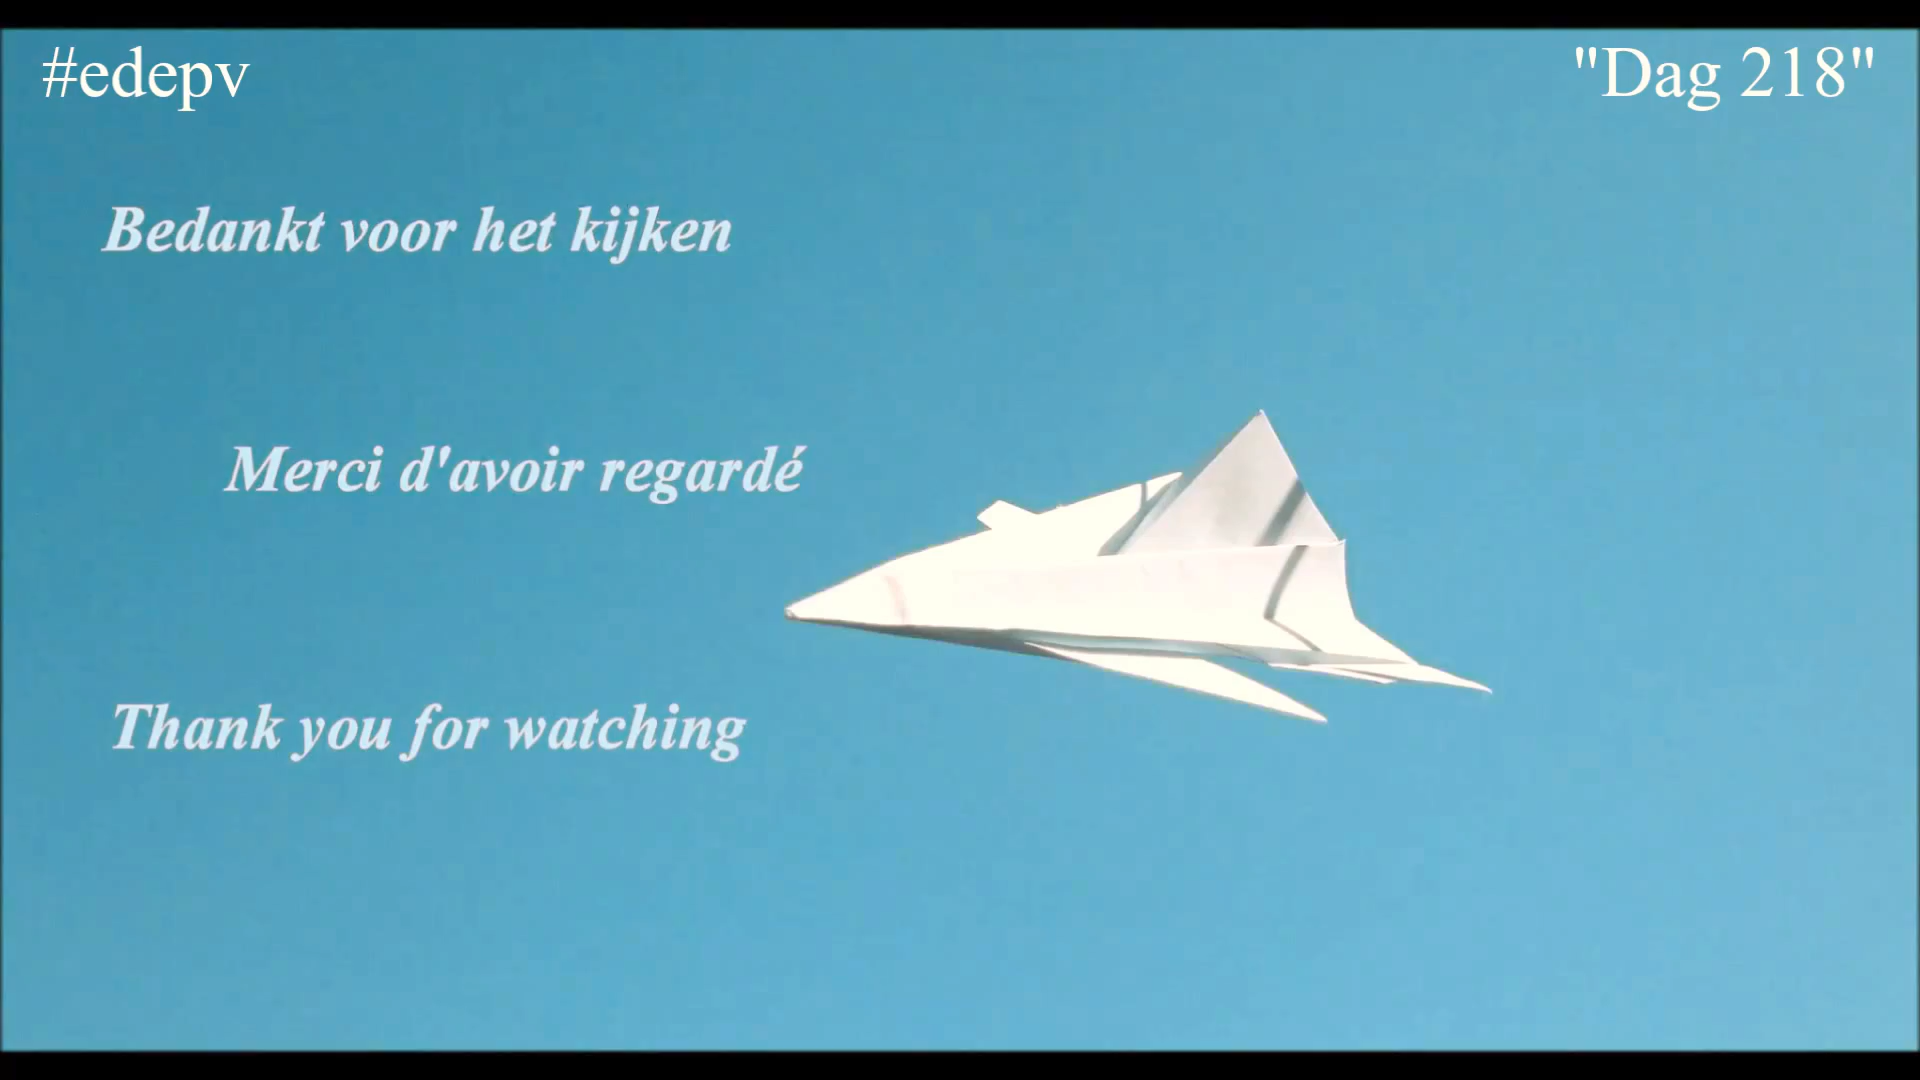 #edepv
"Dag 218"
Bedankt voor het kijken
Merci d'avoir regardé
Thank you for watching